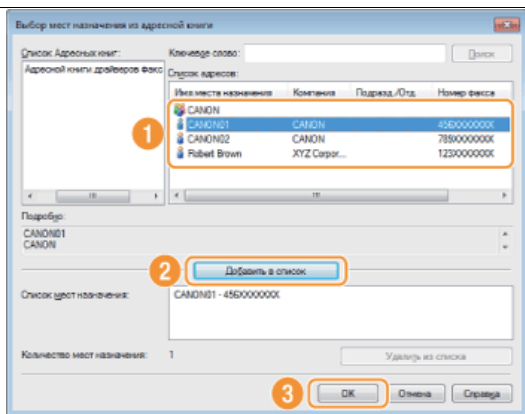 Выбор мест назначения из адресной книги
Список Адресных книг:
Ключевое слово:
Поиск
Адресной книги драйверов факс
Список адресов:
Имя места назначения Компания Подразд./Отд. Номер факса
CANON
CANON01 CANON 456XXXXXXX
CANON02 CANON 789XXXXXXX
Robert Brown XYZ Corpor... 123XXXXXXX
1
Подробно:
CANON01
CANON
2
Добавить в список
Список мест назначения:
CANON01 - 456XXXXXXX
Количество мест назначения: 1
Удалить из списка
3
OK
Отмена
Справка